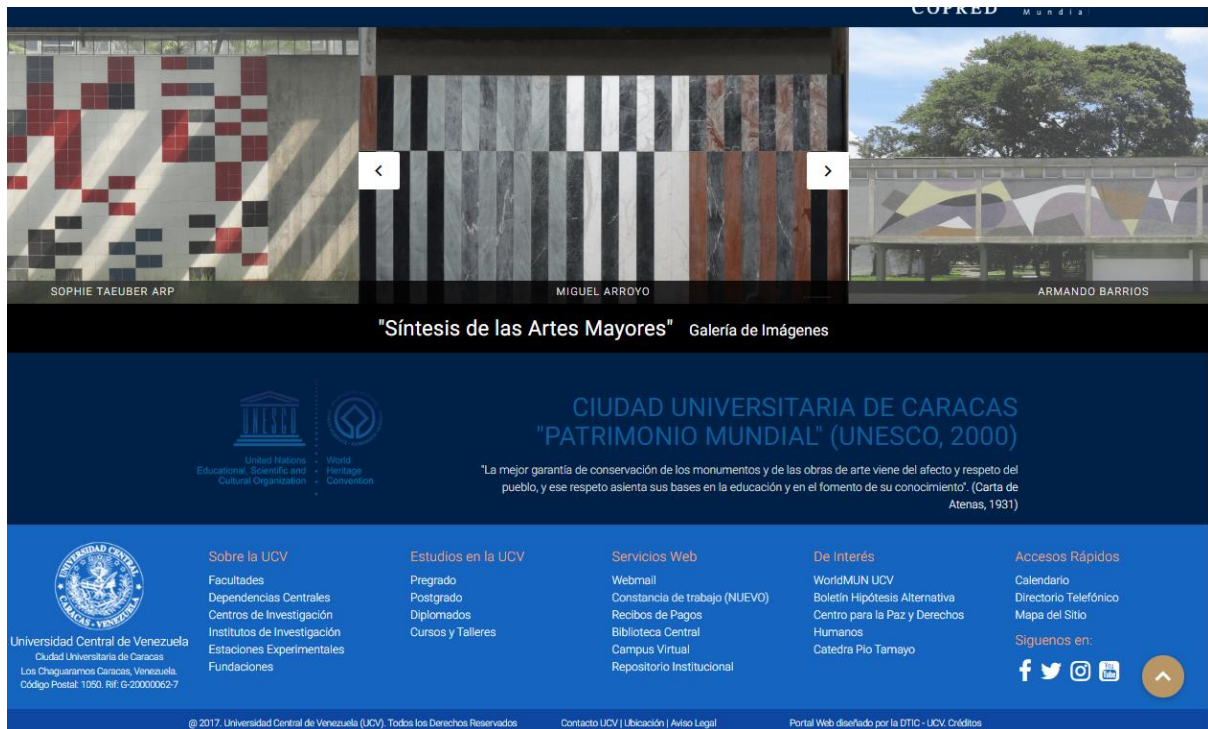 COPRED
Mundial
SOPHIE TAEUBER ARP
MIGUEL ARROYO
ARMANDO BARRIOS
"Síntesis de las Artes Mayores" Galería de Imágenes
UNESCO
United Nations
Educational, Scientific and
Cultural Organization
World
Heritage
Convention
CIUDAD UNIVERSITARIA DE CARACAS
"PATRIMONIO MUNDIAL" (UNESCO, 2000)
"La mejor garantía de conservación de los monumentos y de las obras de arte viene del afecto y respeto del
pueblo, y ese respeto asienta sus bases en la educación y en el fomento de su conocimiento". (Carta de
Atenas, 1931)
UNIVERSIDAD CENTRAL
CARACAS - VENEZUELA
Universidad Central de Venezuela
Ciudad Universitaria de Caracas
Los Chaguaramos Caracas, Venezuela.
Código Postal: 1050. Rif: G-20000062-7
Sobre la UCV
Facultades
Dependencias Centrales
Centros de Investigación
Institutos de Investigación
Estaciones Experimentales
Fundaciones
Estudios en la UCV
Pregrado
Postgrado
Diplomados
Cursos y Talleres
Servicios Web
Webmail
Constancia de trabajo (NUEVO)
Recibos de Pagos
Biblioteca Central
Campus Virtual
Repositorio Institucional
De Interés
WorldMUN UCV
Boletín Hipótesis Alternativa
Centro para la Paz y Derechos
Humanos
Catedra Pio Tamayo
Accesos Rápidos
Calendario
Directorio Telefónico
Mapa del Sitio
Siguenos en:
You
Tube
@ 2017. Universidad Central de Venezuela (UCV). Todos los Derechos Reservados
Contacto UCV | Ubicación | Aviso Legal
Portal Web diseñado por la DTIC - UCV. Créditos